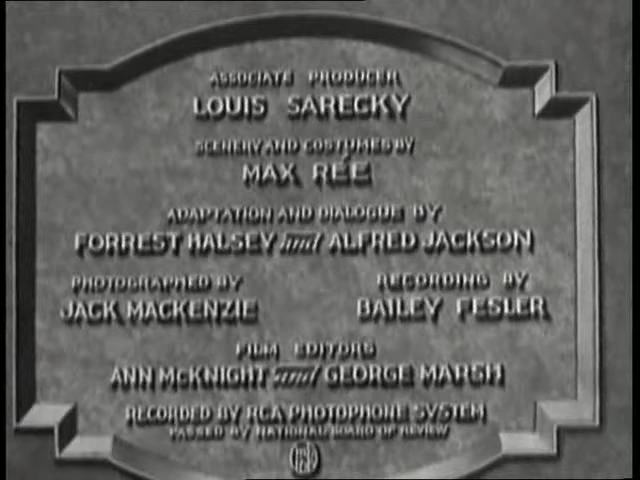 ASSOCIATE PRODUCER
LOUIS SARECKY
SCENERY AND COSTUMES BY
MAX RÉE
ADAPTATION AND DIALOGUE BY
FORREST HALSEY and ALFRED JACKSON
PHOTOGRAPHED BY
JACK MACKENZIE
RECORDING BY
BAILEY FESLER
FILM EDITORS
ANN McKNIGHT and GEORGE MARSH
RECORDED BY RCA PHOTOPHONE SYSTEM
PASSED BY NATIONAL BOARD OF REVIEW